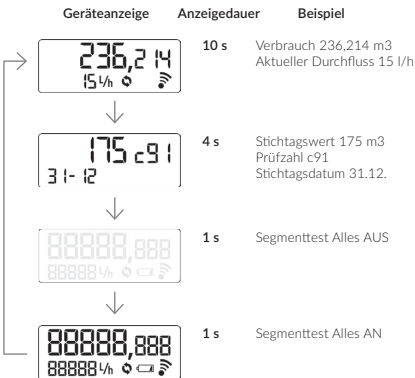 Geräteanzeige Anzeigedauer Beispiel
236,214
15 L/h
10 s
Verbrauch 236,214 m3
Aktueller Durchfluss 15 l/h
175 c91
31-12
4 s
Stichtagswert 175 m3
Prüfzahl c91
Stichtagsdatum 31.12.
88888,888
88888 L/h
1 s
Segmenttest Alles AUS
88888,888
88888 L/h
1 s
Segmenttest Alles AN